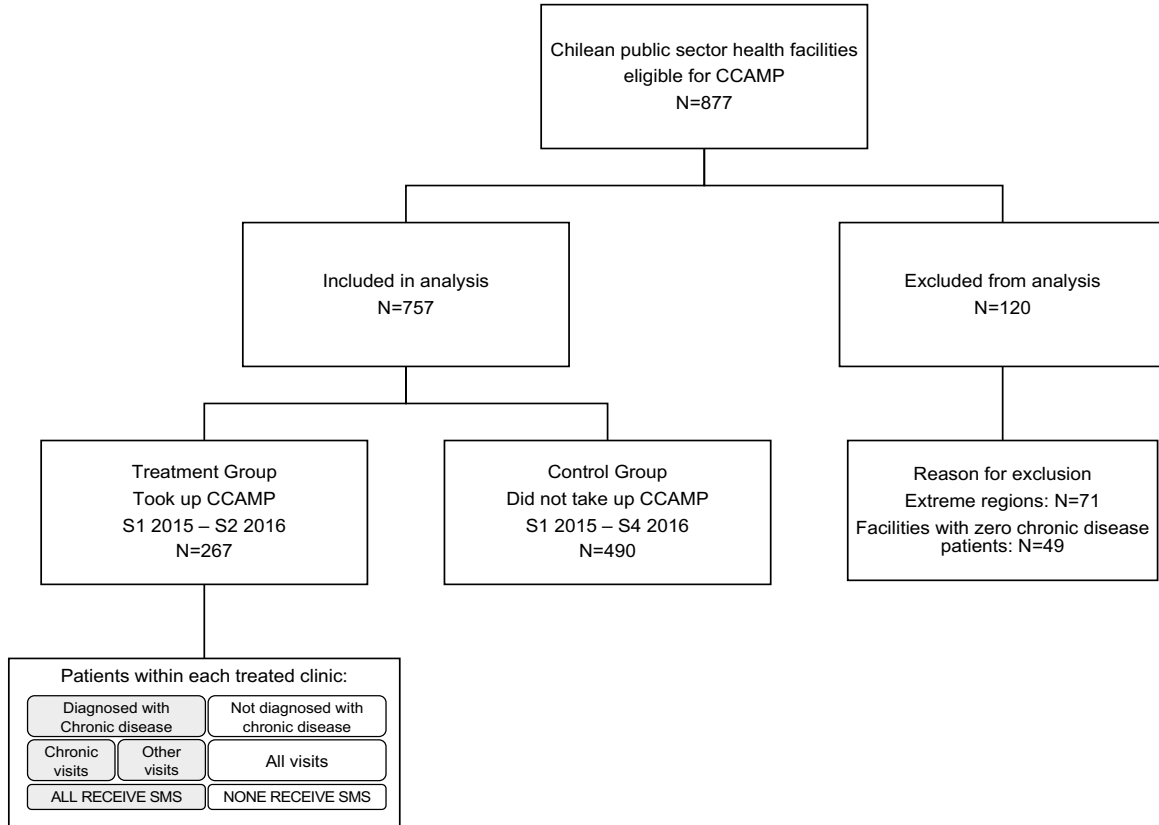 Chilean public sector health facilities
eligible for CCAMP
N=877
Included in analysis
N=757
Excluded from analysis
N=120
Treatment Group
Took up CCAMP
S1 2015 – S2 2016
N=267
Control Group
Did not take up CCAMP
S1 2015 – S4 2016
N=490
Reason for exclusion
Extreme regions: N=71
Facilities with zero chronic disease
patients: N=49
Patients within each treated clinic:
Diagnosed with
Chronic disease
Not diagnosed with
chronic disease
Chronic
visits
Other
visits
All visits
ALL RECEIVE SMS
NONE RECEIVE SMS